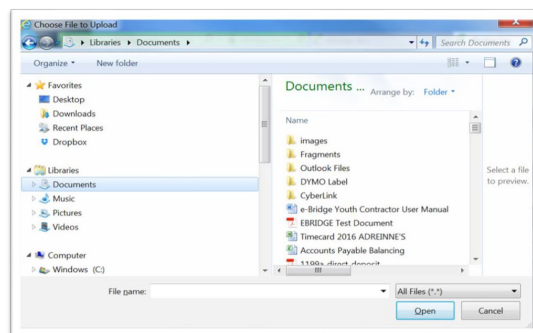 Choose File to Upload
Libraries ▸ Documents ▸
Search Documents
Organize ▾ New folder
Favorites
Desktop
Downloads
Recent Places
Dropbox
Libraries
Documents
Music
Pictures
Videos
Computer
Windows (C:)
Documents ...
Arrange by: Folder ▾
Name
images
Fragments
Outlook Files
DYMO Label
CyberLink
e-Bridge Youth Contractor User Manual
EBRIDGE Test Document
Timecard 2016 ADREINNE'S
Accounts Payable Balancing
1199a direct deposit
Select a file
to preview.
File name:
All Files (*.*)
Open
Cancel